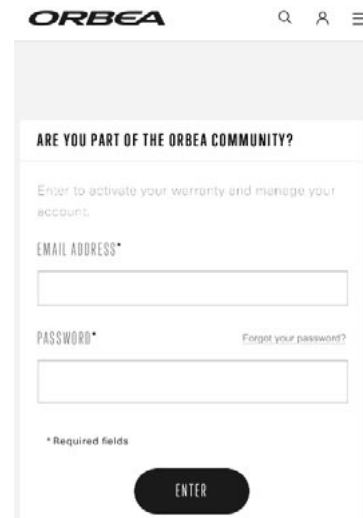 ORBEA
ARE YOU PART OF THE ORBEA COMMUNITY?
Enter to activate your warranty and manage your
account.
EMAIL ADDRESS*
PASSWORD* Forgot your password?
* Required fields
ENTER